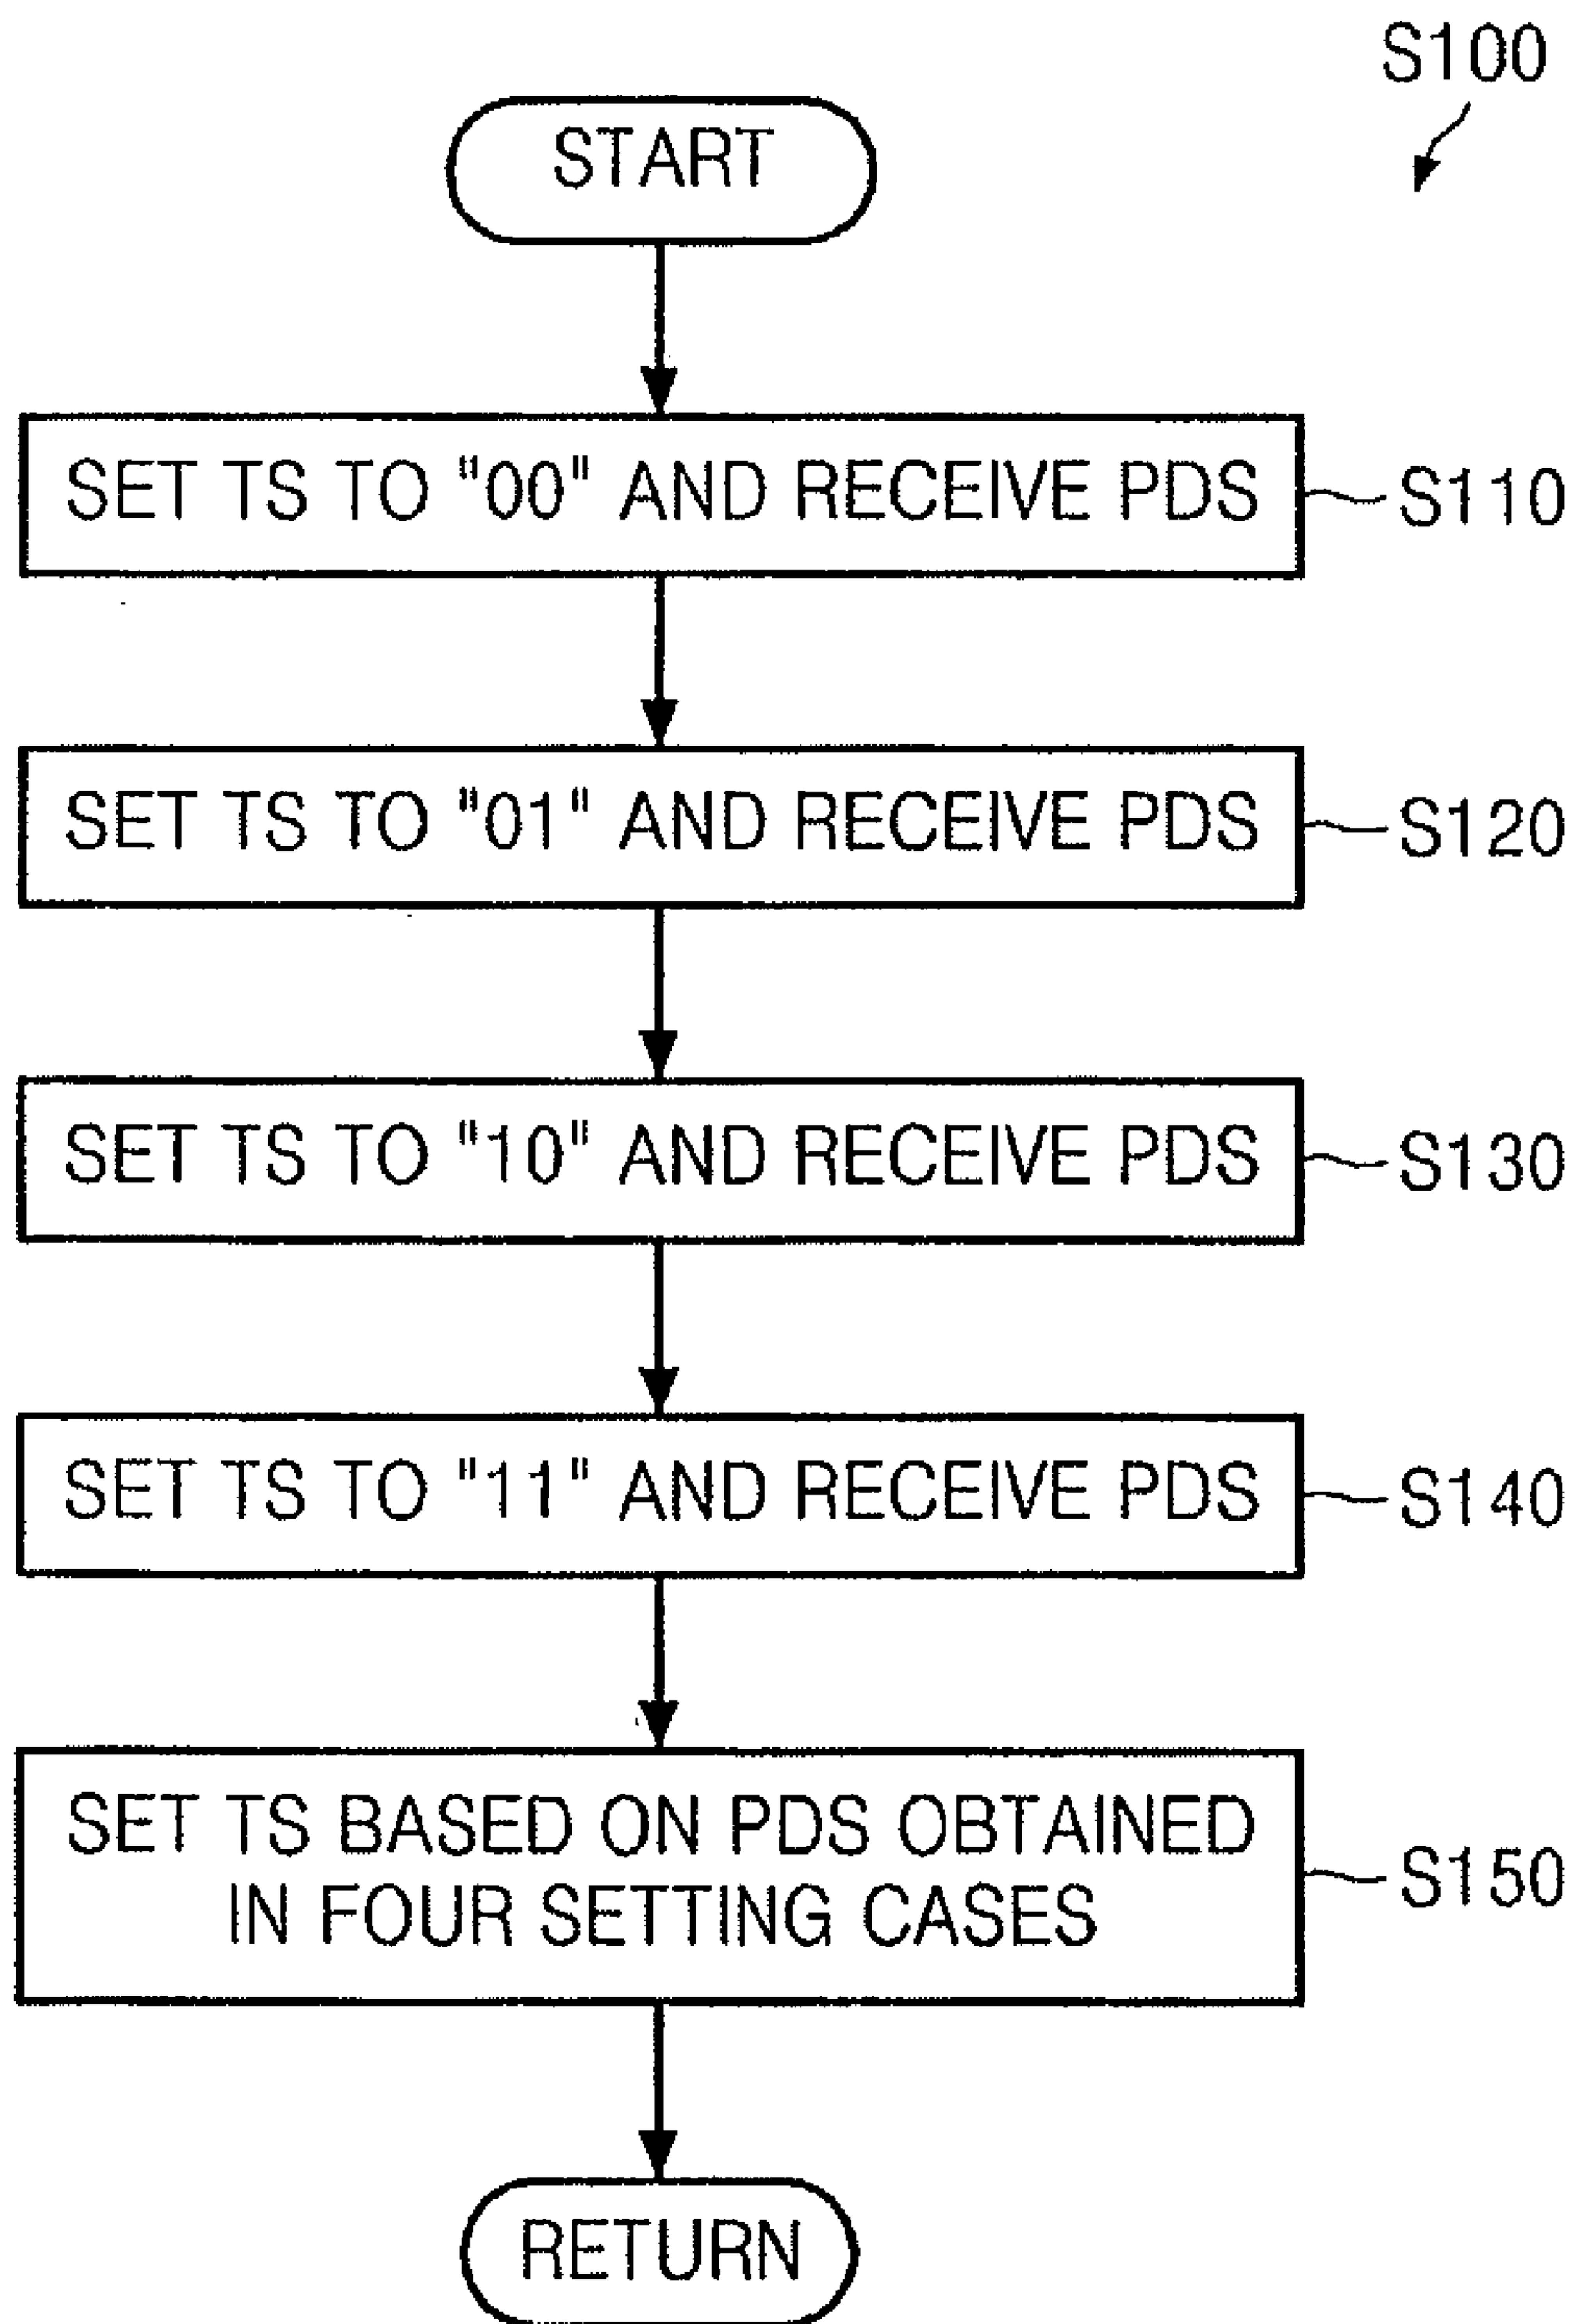 S100
START
SET TS TO "00" AND RECEIVE PDS
S110
SET TS TO "01" AND RECEIVE PDS
S120
SET TS TO "10" AND RECEIVE PDS
S130
SET TS TO "11" AND RECEIVE PDS
S140
SET TS BASED ON PDS OBTAINED
IN FOUR SETTING CASES
S150
RETURN